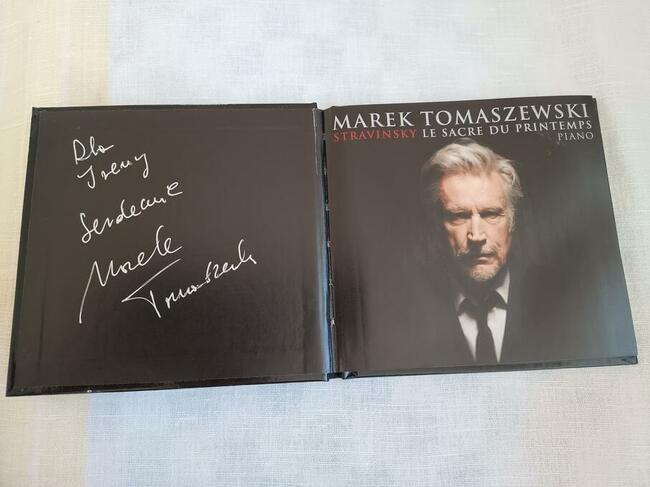 Dla
Ireny
Serdecznie
Marek
Tomaszewski
MAREK TOMASZEWSKI
STRAVINSKY LE SACRE DU PRINTEMPS
PIANO